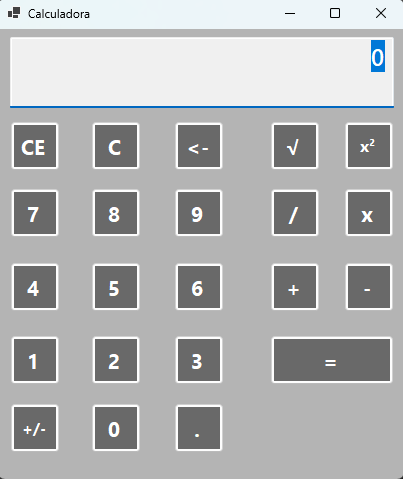 Calculadora
0
CE C <- √ x²
7 8 9 / x
4 5 6 + -
1 2 3 =
+/- 0 .